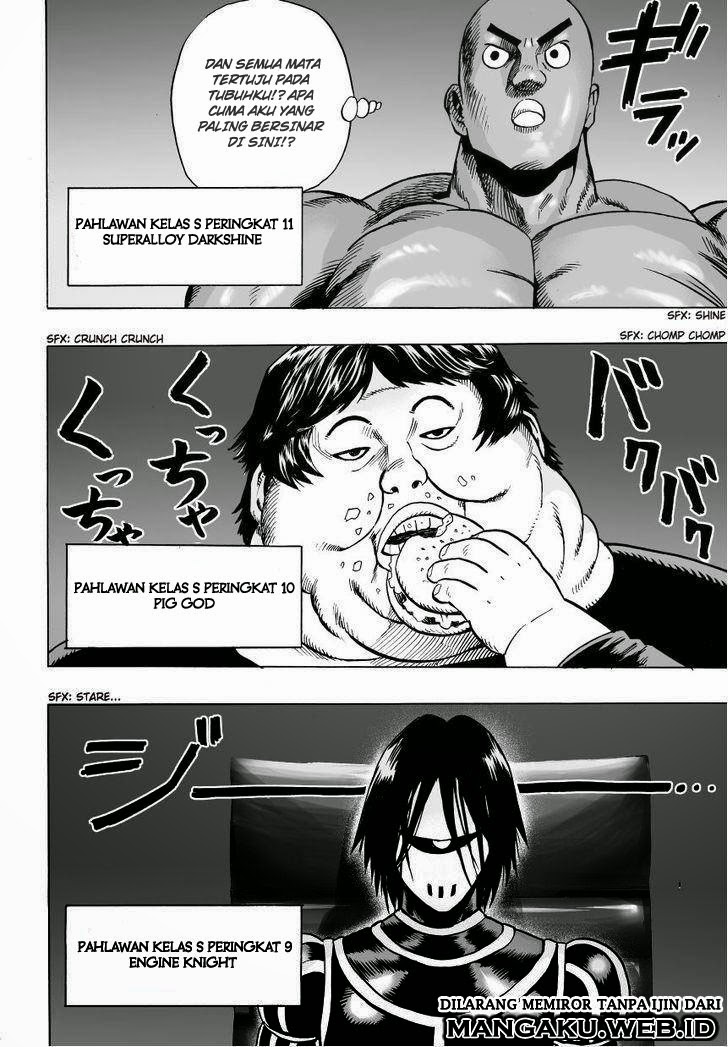 DAN SEMUA MATA
TERTUJU PADA
TUBUHKU!? APA
CUMA AKU YANG
PALING BERSINAR
DI SINI!?
ギラッ
PAHLAWAN KELAS S PERINGKAT 11
SUPERALLOY DARKSHINE
SFX: SHINE
SFX: CRUNCH CRUNCH
SFX: CHOMP CHOMP
バクバク
くっちゃ
くっちゃ
PAHLAWAN KELAS S PERINGKAT 10
PIG GOD
SFX: STARE...
ジー...
PAHLAWAN KELAS S PERINGKAT 9
ENGINE KNIGHT
DILARANG MEMIROR TANPA IJIN DARI
MANGAKU.WEB.ID